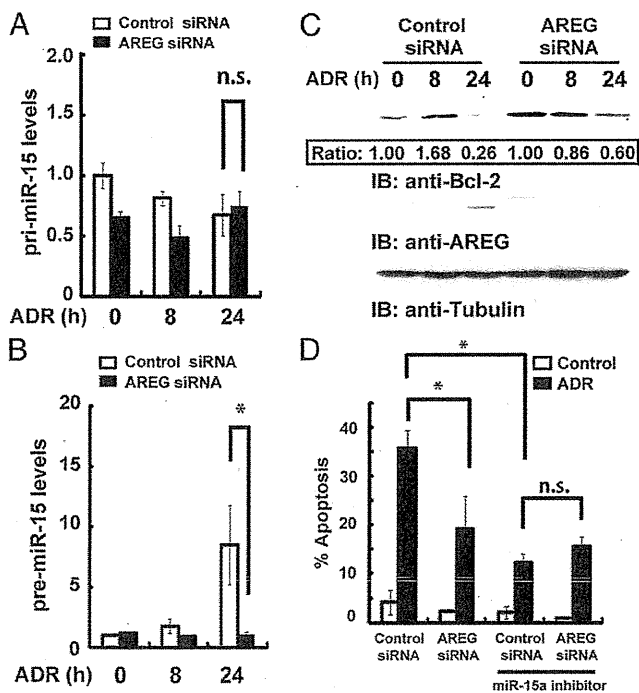 A
Control siRNA
AREG siRNA
n.s.
2.0
1.5
1.0
0.5
0
pri-miR-15 levels
ADR (h) 0 8 24
B
Control siRNA
AREG siRNA
*
20
15
10
5
0
pre-miR-15 levels
ADR (h) 0 8 24
C
Control siRNA
AREG siRNA
ADR (h) 0 8 24 0 8 24
Ratio: 1.00 1.68 0.26 1.00 0.86 0.60
IB: anti-Bcl-2
IB: anti-AREG
IB: anti-Tubulin
D
Control
ADR
*
*
n.s.
40
30
20
10
0
% Apoptosis
Control siRNA
AREG siRNA
Control siRNA
AREG siRNA
miR-15a inhibitor